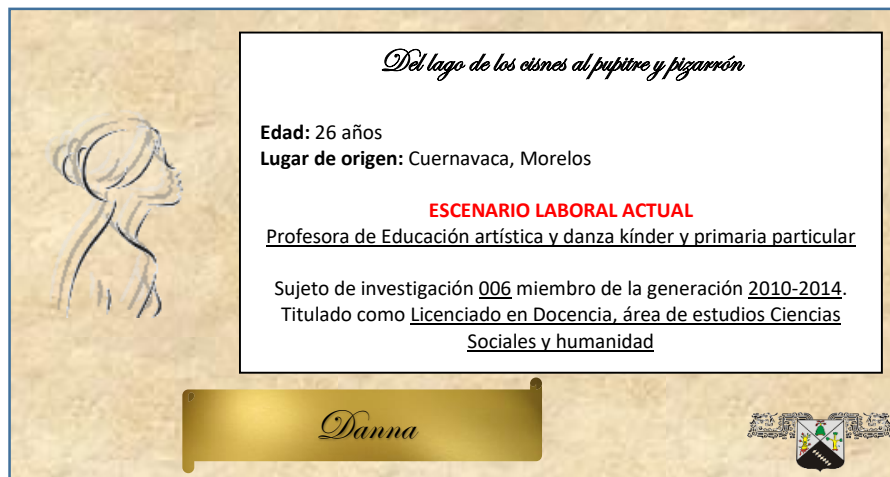 Del lago de los cisnes al pupitre y pizarrón
Edad: 26 años
Lugar de origen: Cuernavaca, Morelos
ESCENARIO LABORAL ACTUAL
Profesora de Educación artística y danza kínder y primaria particular
Sujeto de investigación 006 miembro de la generación 2010-2014.
Titulado como Licenciado en Docencia, área de estudios Ciencias
Sociales y humanidad
Danna